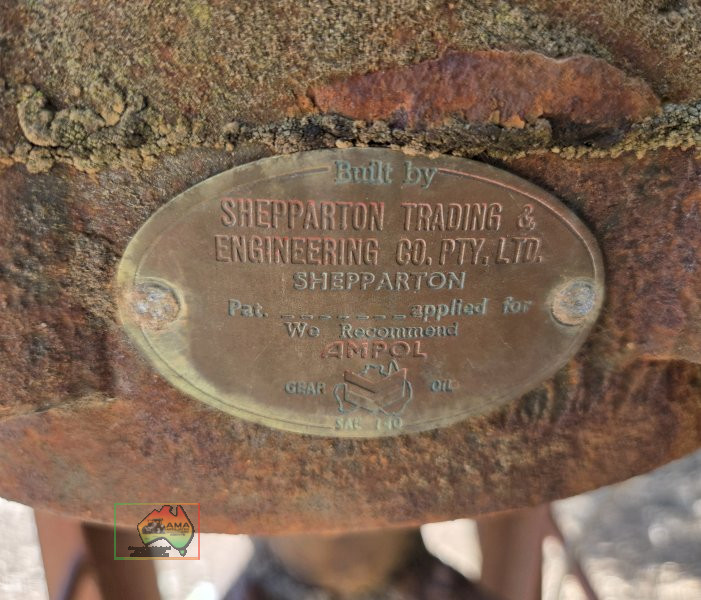 Built by
SHEPPARTON TRADING &
ENGINEERING CO. PTY. LTD.
SHEPPARTON
Pat. _ _ _ _ _ _ _ applied for
We Recommend
AMPOL
GEAR OIL
SAE 140
AMA